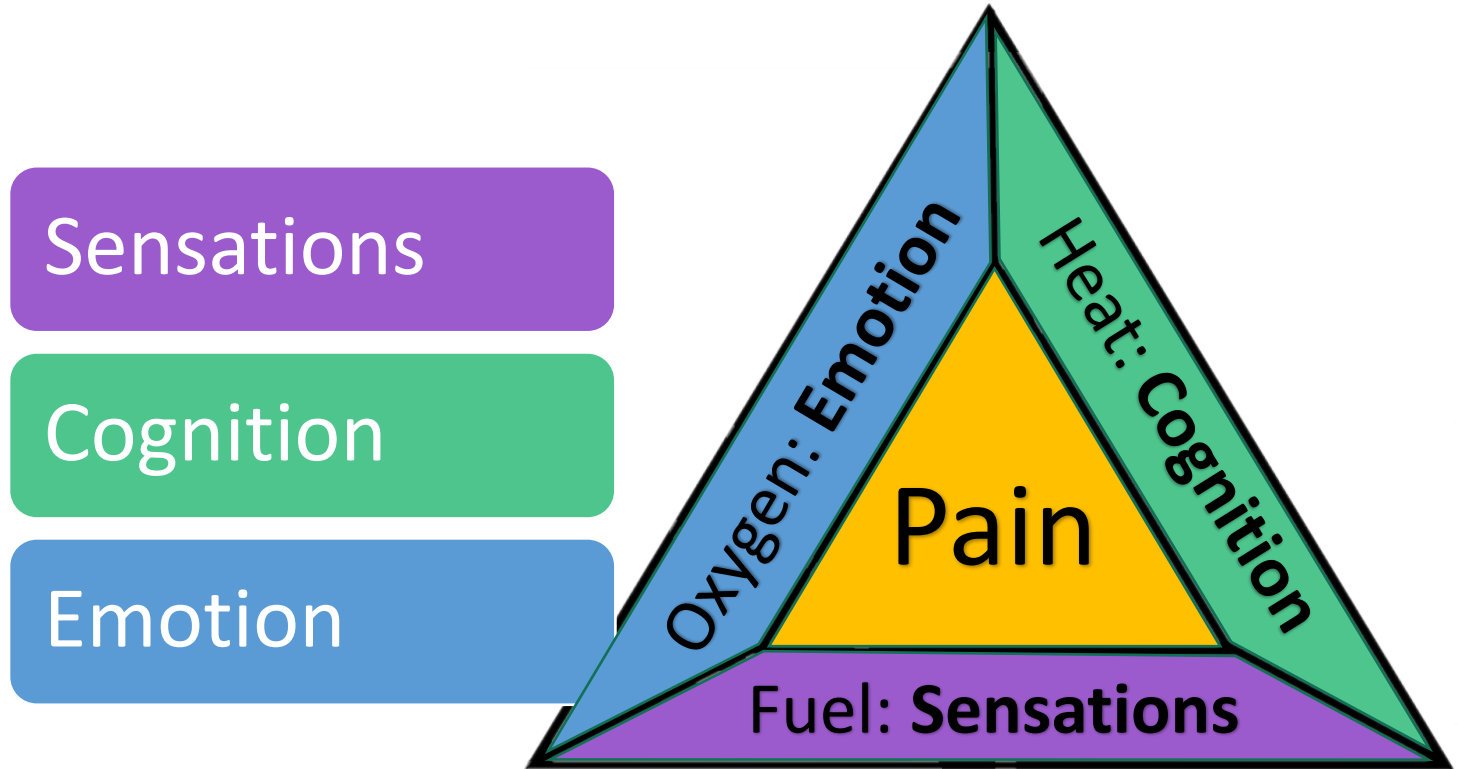 Sensations
Cognition
Emotion
Oxygen: Emotion
Heat: Cognition
Pain
Fuel: Sensations